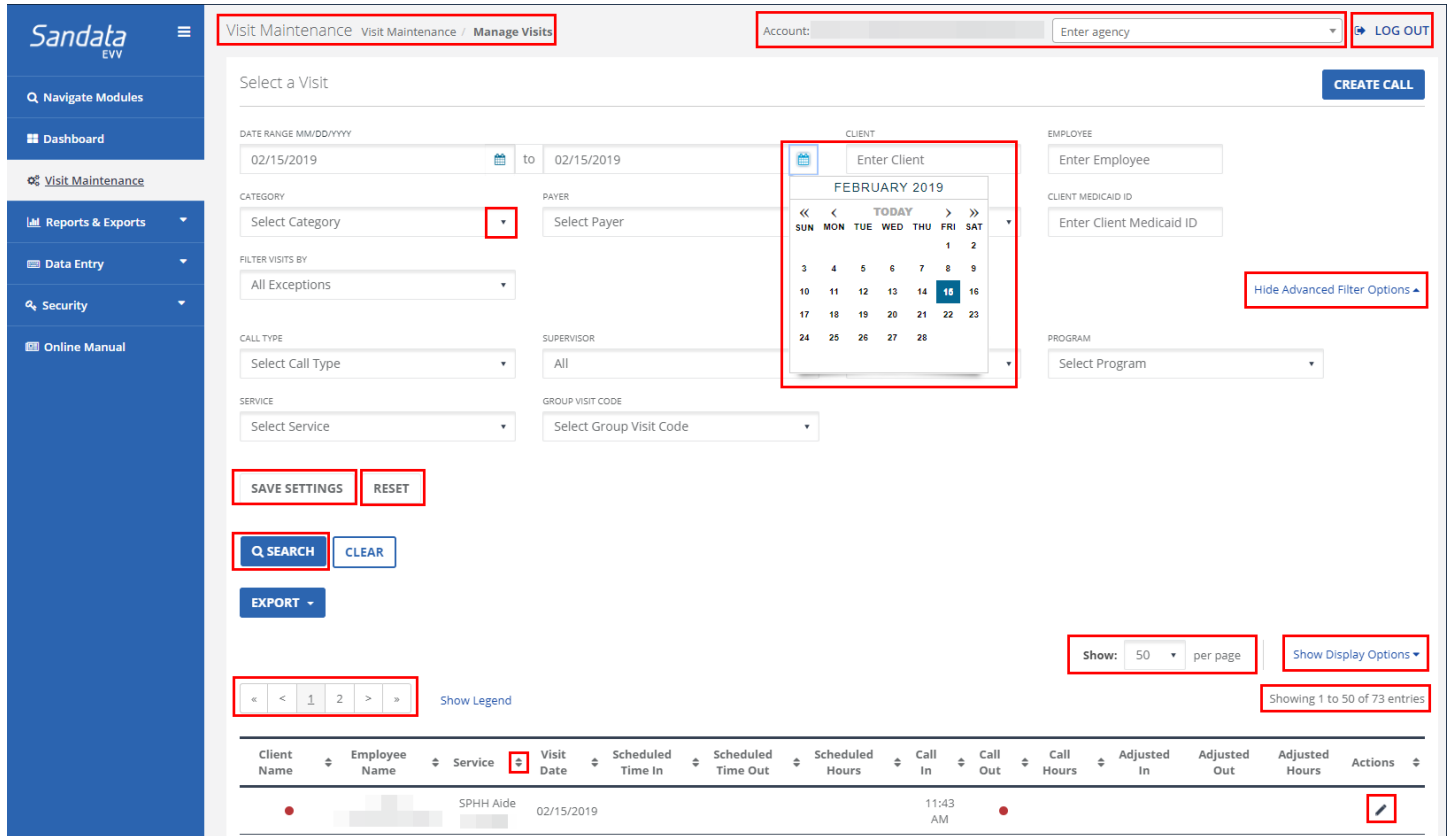 Sandata
EVV
Navigate Modules
Dashboard
Visit Maintenance
Reports & Exports
Data Entry
Security
Online Manual
Visit Maintenance Visit Maintenance / Manage Visits
Account: Enter agency LOG OUT
Select a Visit CREATE CALL
DATE RANGE MM/DD/YYYY CLIENT EMPLOYEE
02/15/2019 to 02/15/2019 Enter Client Enter Employee
CATEGORY PAYER CLIENT MEDICAID ID
Select Category Select Payer Enter Client Medicaid ID
FEBRUARY 2019
« < TODAY > »
SUN MON TUE WED THU FRI SAT
1 2
3 4 5 6 7 8 9
10 11 12 13 14 15 16
17 18 19 20 21 22 23
24 25 26 27 28
FILTER VISITS BY
All Exceptions
Hide Advanced Filter Options
CALL TYPE SUPERVISOR PROGRAM
Select Call Type All Select Program
SERVICE GROUP VISIT CODE
Select Service Select Group Visit Code
SAVE SETTINGS RESET
SEARCH CLEAR
EXPORT
Show: 50 per page Show Display Options
« < 1 2 > » Show Legend Showing 1 to 50 of 73 entries
Client Name Employee Name Service Visit Date Scheduled Time In Scheduled Time Out Scheduled Hours Call In Call Out Call Hours Adjusted In Adjusted Out Adjusted Hours Actions
SPHH Aide 02/15/2019 11:43 AM